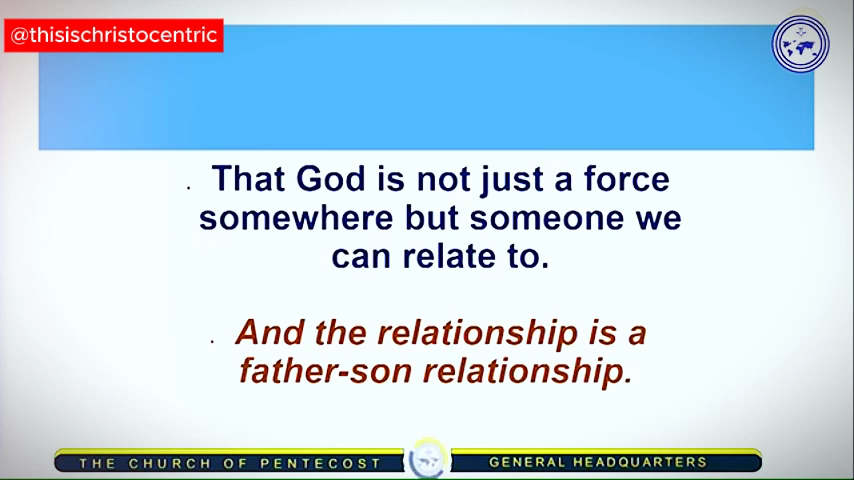 @thisischristocentric
. That God is not just a force
somewhere but someone we
can relate to.
. And the relationship is a
father-son relationship.
THE CHURCH OF PENTECOST
GENERAL HEADQUARTERS